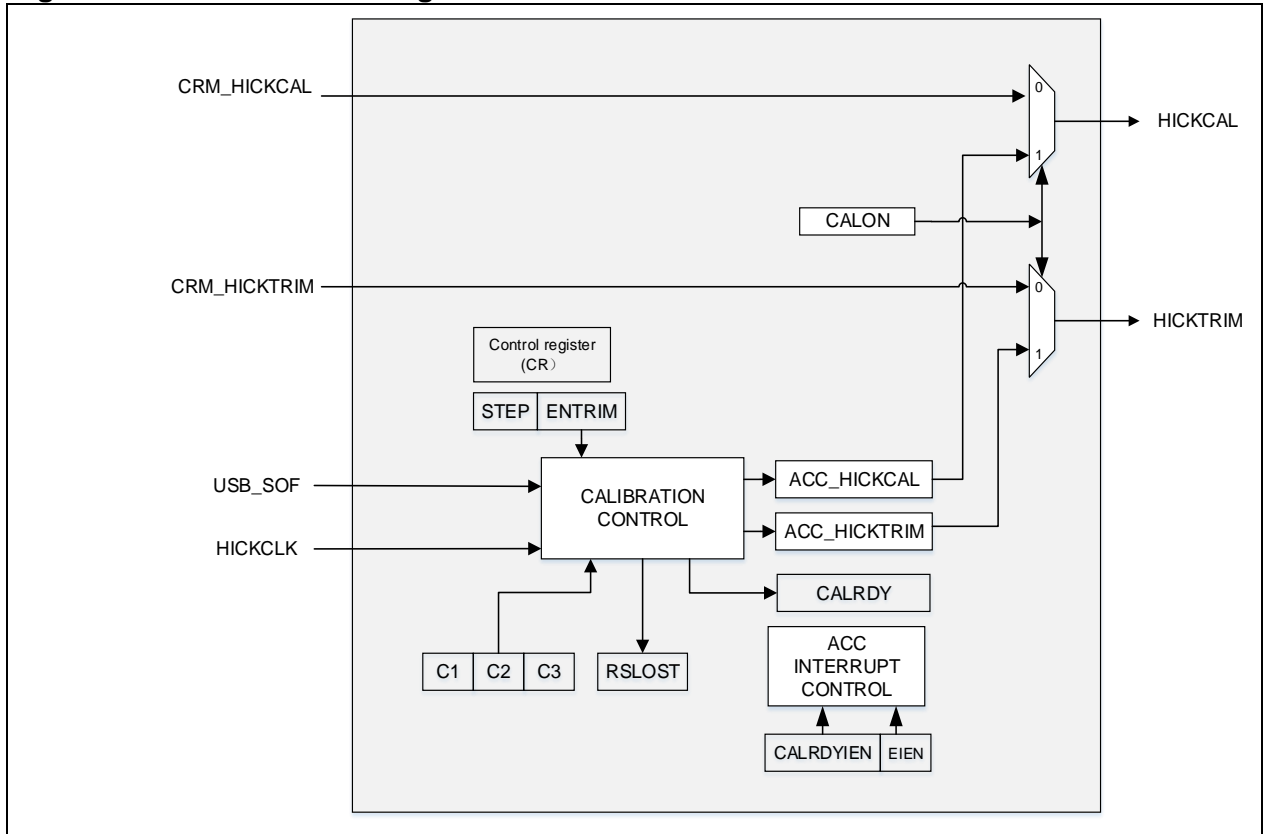 CRM_HICKCAL
0
HICKCAL
1
CALON
CRM_HICKTRIM
0
HICKTRIM
1
Control register
(CR）
STEP ENTRIM
USB_SOF
CALIBRATION
CONTROL
ACC_HICKCAL
ACC_HICKTRIM
HICKCLK
CALRDY
C1 C2 C3
RSLOST
ACC
INTERRUPT
CONTROL
CALRDYIEN EIEN